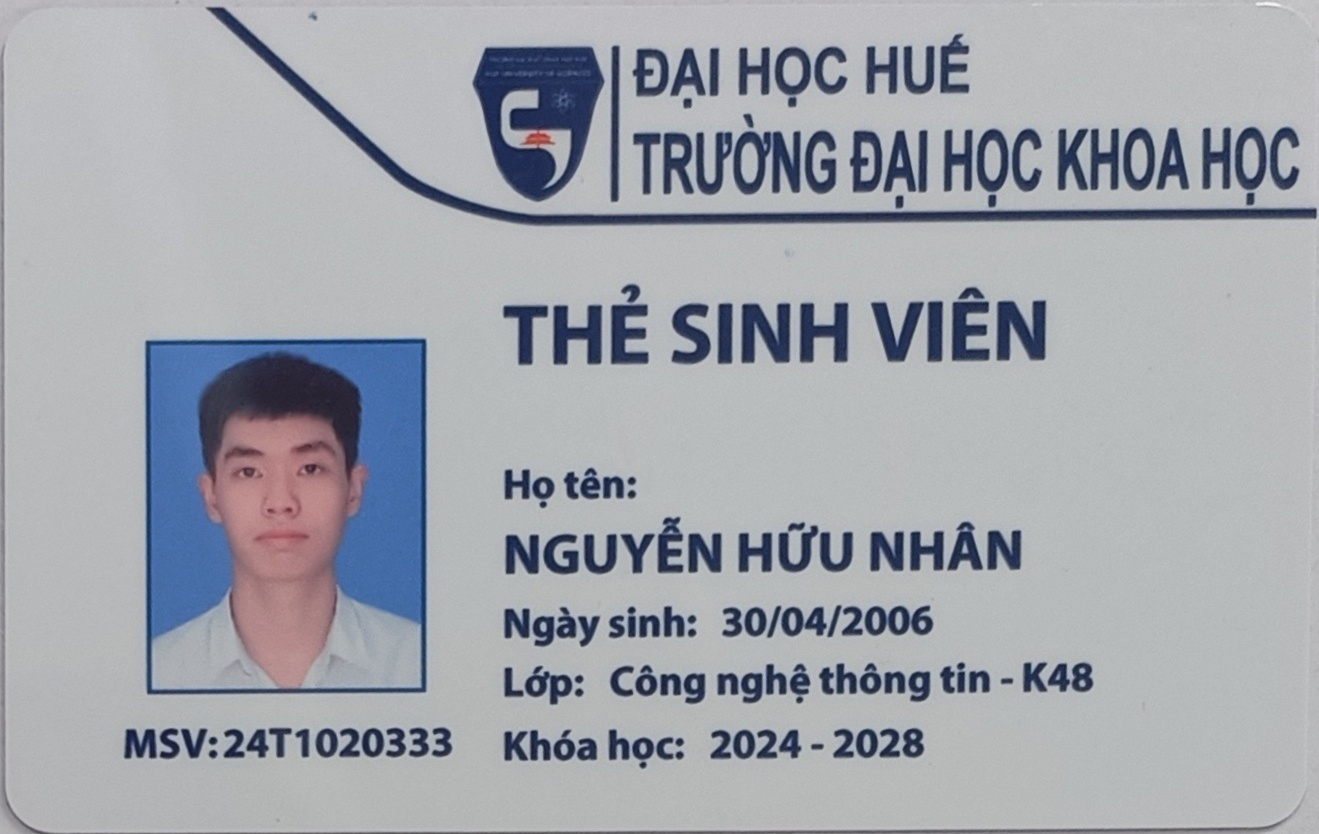 ĐẠI HỌC HUẾ
TRƯỜNG ĐẠI HỌC KHOA HỌC
THẺ SINH VIÊN
Họ tên:
NGUYỄN HỮU NHÂN
Ngày sinh: 30/04/2006
Lớp: Công nghệ thông tin - K48
MSV:24T1020333
Khóa học: 2024 - 2028